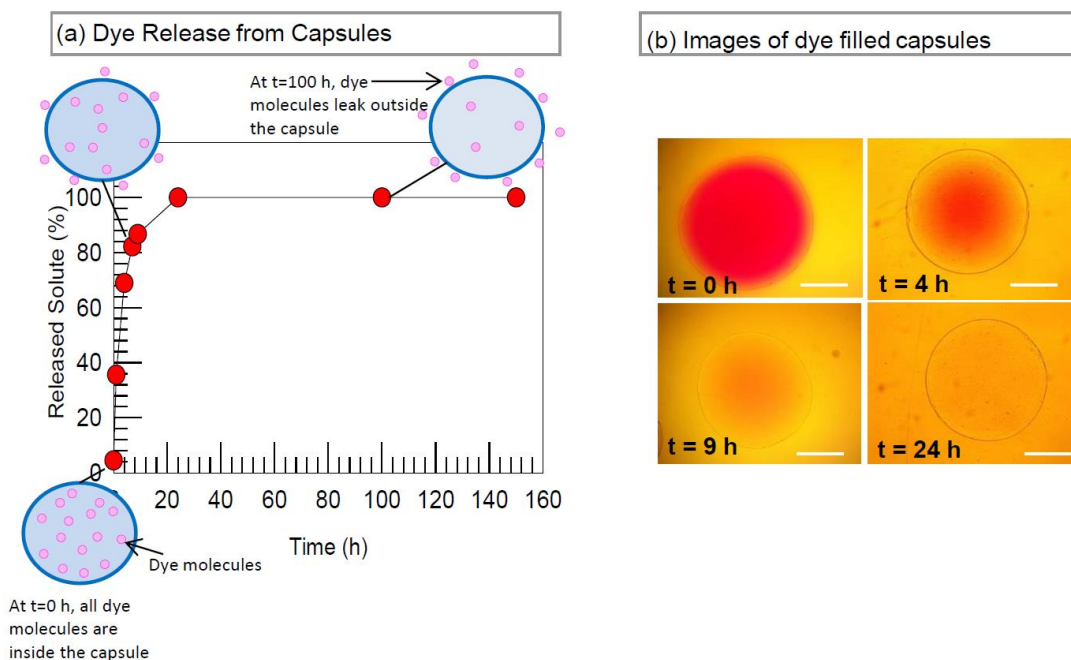 (a) Dye Release from Capsules
(b) Images of dye filled capsules
At t=100 h, dye
molecules leak outside
the capsule
Released Solute (%)
100
80
60
40
20
0
20
40
60
80
100
120
140
160
Time (h)
Dye molecules
At t=0 h, all dye
molecules are
inside the capsule
t = 0 h
t = 4 h
t = 9 h
t = 24 h